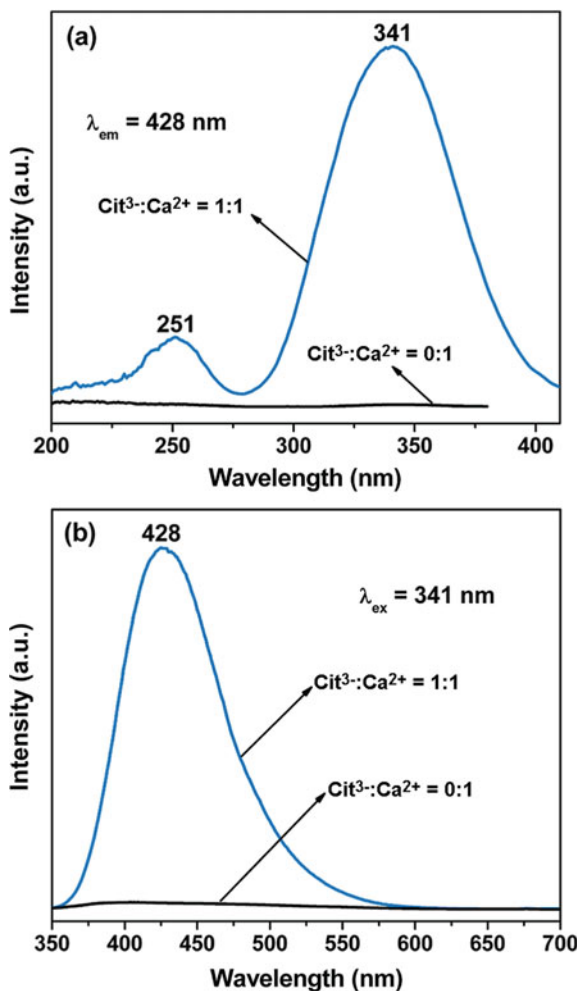 (a)
341
λem = 428 nm
Cit3-:Ca2+ = 1:1
251
Cit3-:Ca2+ = 0:1
Intensity (a.u.)
200 250 300 350 400
Wavelength (nm)
(b)
428
λex = 341 nm
Cit3-:Ca2+ = 1:1
Cit3-:Ca2+ = 0:1
Intensity (a.u.)
350 400 450 500 550 600 650 700
Wavelength (nm)